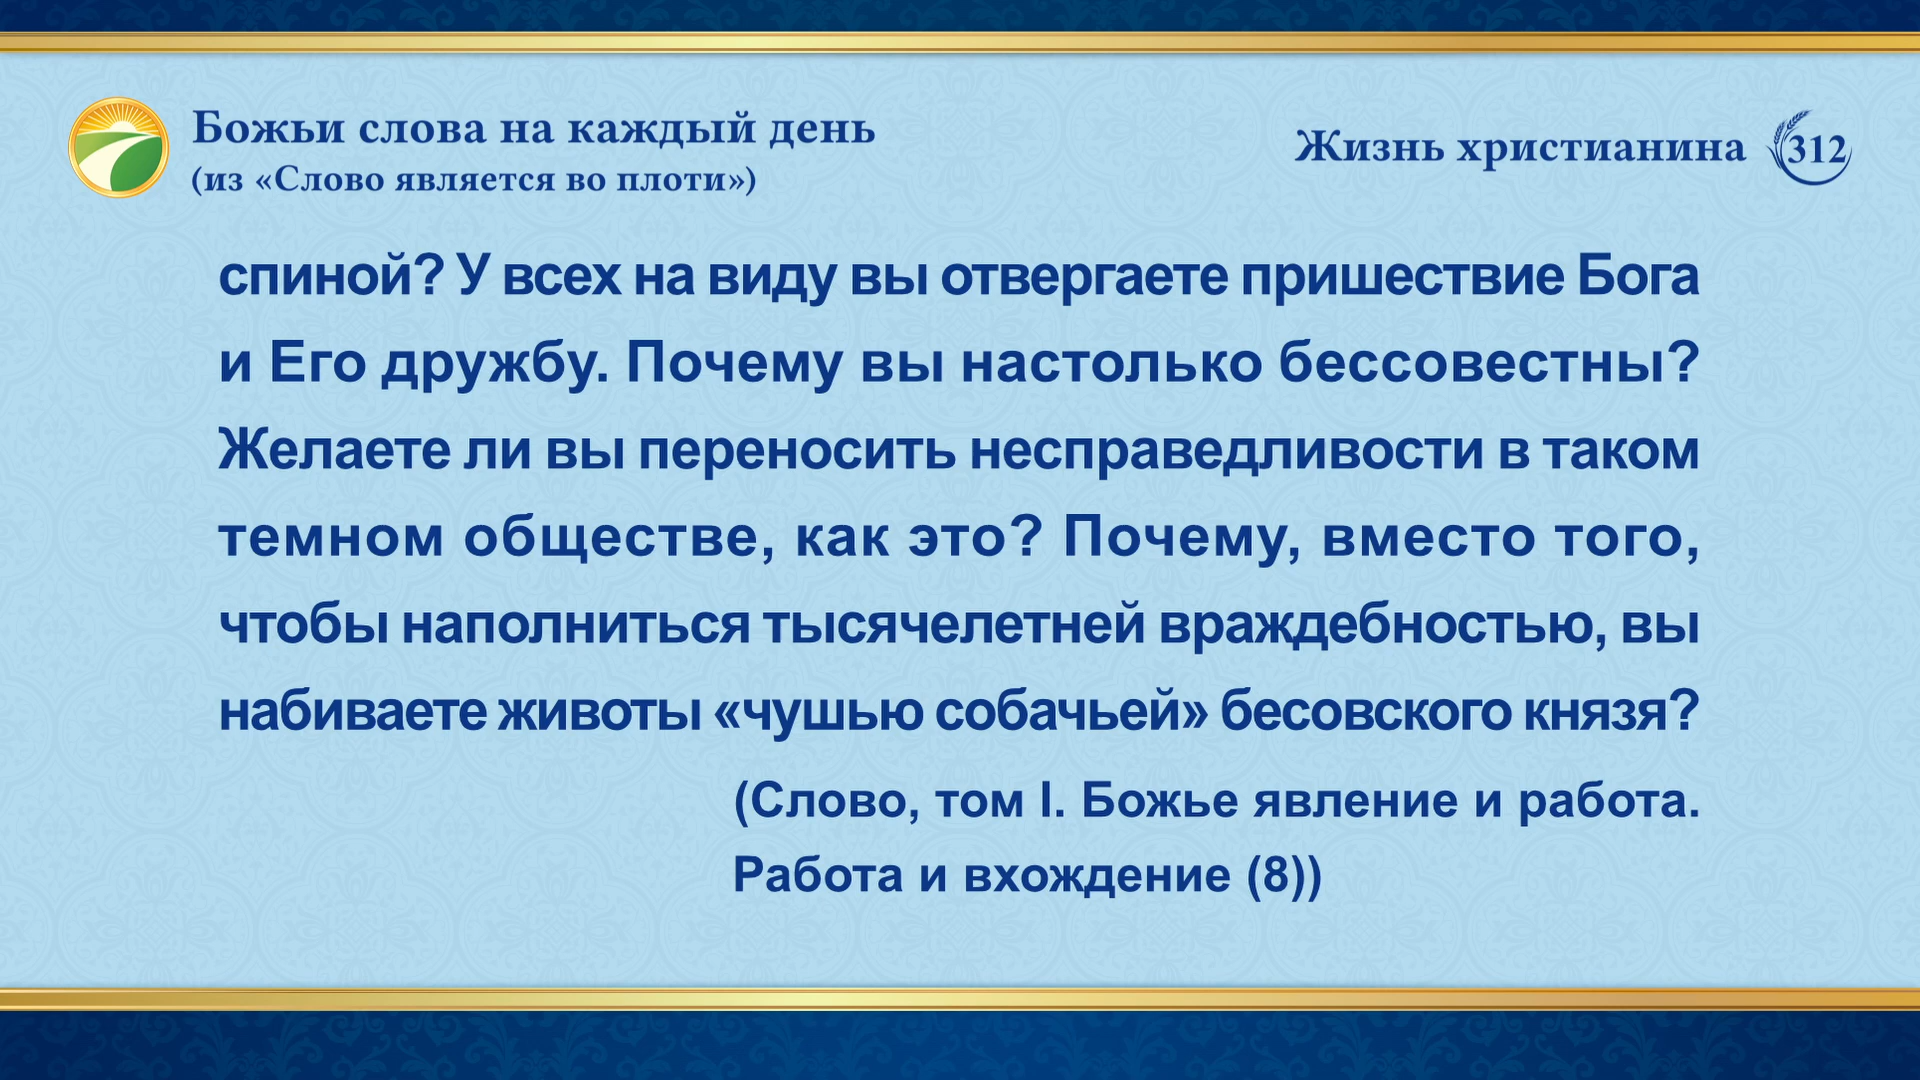 Божьи слова на каждый день
(из «Слово является во плоти»)
Жизнь христианина 312
спиной? У всех на виду вы отвергаете пришествие Бога
и Его дружбу. Почему вы настолько бессовестны?
Желаете ли вы переносить несправедливости в таком
темном обществе, как это? Почему, вместо того,
чтобы наполниться тысячелетней враждебностью, вы
набиваете животы «чушью собачьей» бесовского князя?
(Слово, том I. Божье явление и работа.
Работа и вхождение (8))